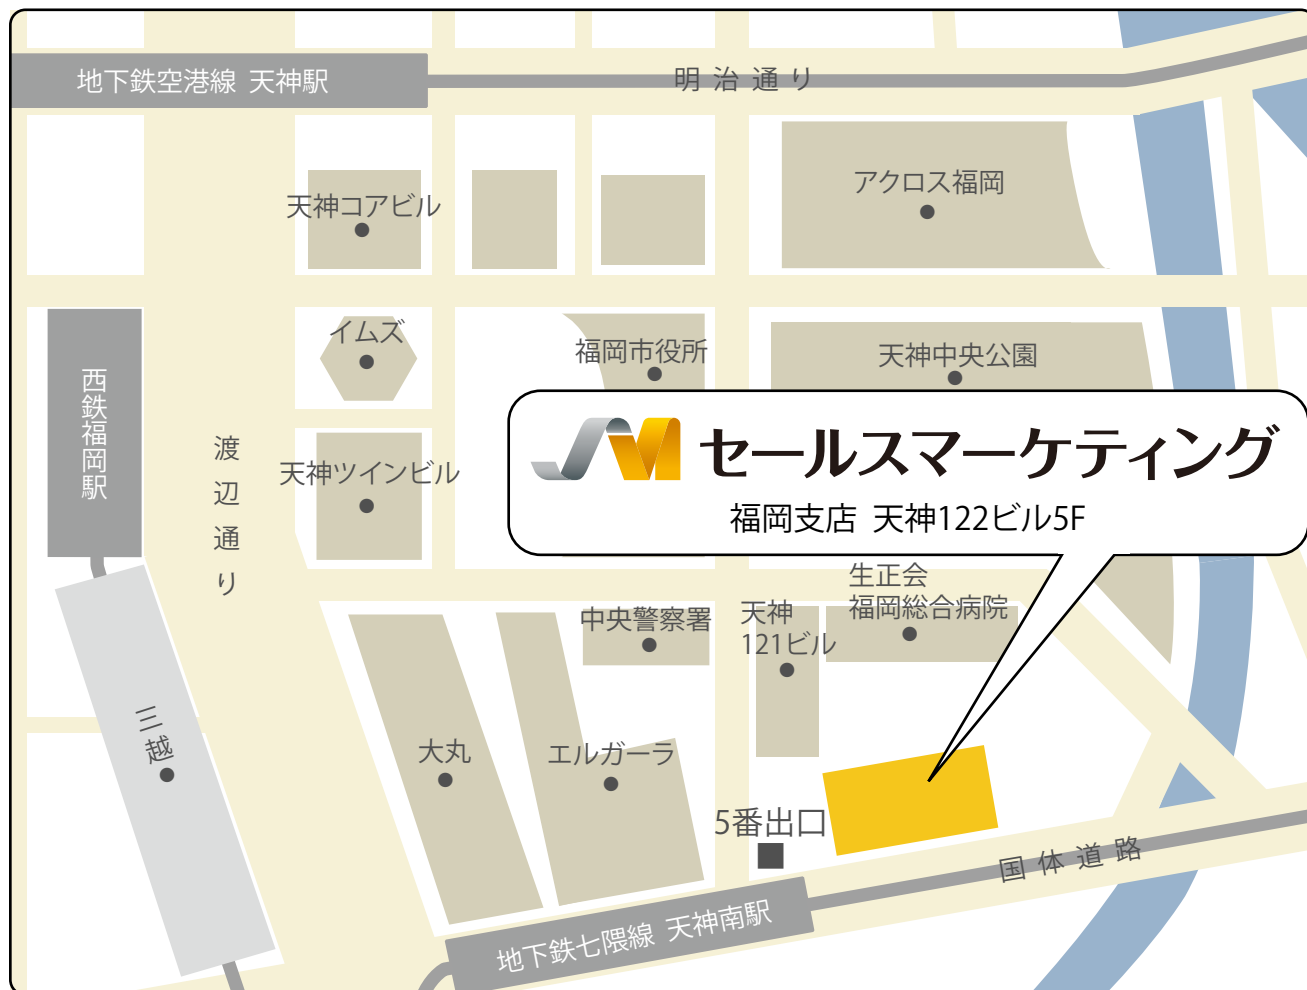 地下鉄空港線 天神駅
明治通り
天神コアビル
アクロス福岡
イムズ
福岡市役所
天神中央公園
西鉄福岡駅
渡辺通り
天神ツインビル
セールスマーケティング
福岡支店 天神122ビル5F
生正会
福岡総合病院
中央警察署
天神
121ビル
三越
大丸
エルガーラ
5番出口
国体道路
地下鉄七隈線 天神南駅